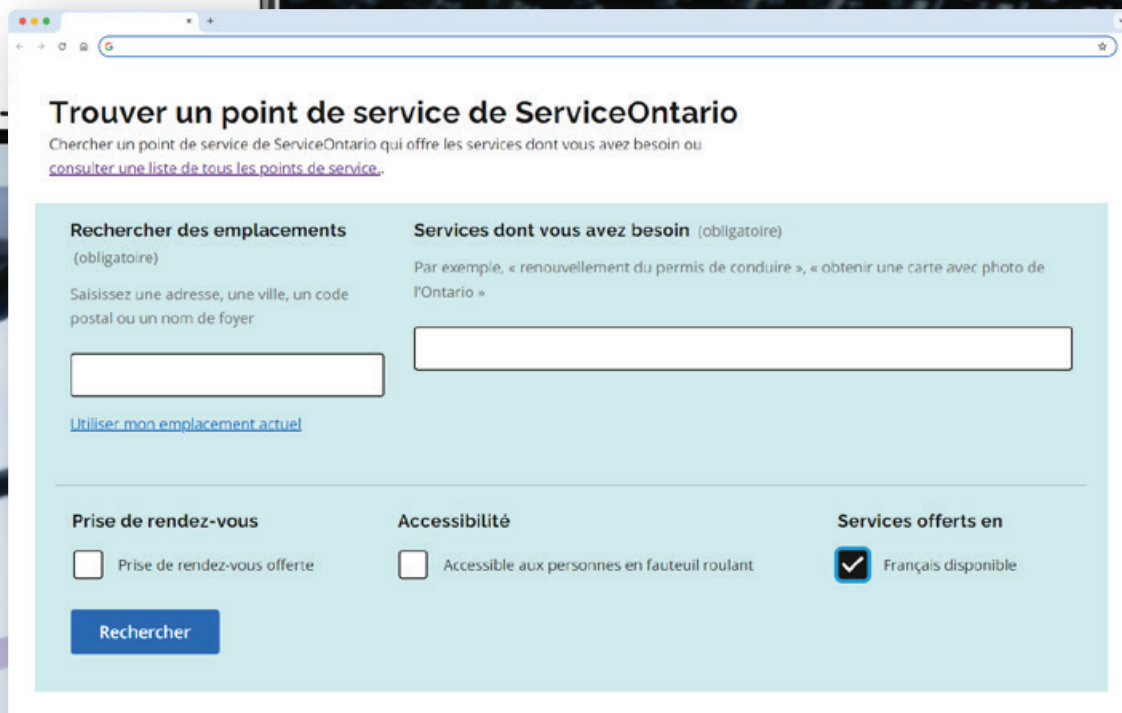 Trouver un point de service de ServiceOntario
Chercher un point de service de ServiceOntario qui offre les services dont vous avez besoin ou
consulter une liste de tous les points de service..
Rechercher des emplacements
(obligatoire)
Saisissez une adresse, une ville, un code
postal ou un nom de foyer
Utiliser mon emplacement actuel
Services dont vous avez besoin (obligatoire)
Par exemple, « renouvellement du permis de conduire », « obtenir une carte avec photo de
l'Ontario »
Prise de rendez-vous
Prise de rendez-vous offerte
Accessibilité
Accessible aux personnes en fauteuil roulant
Services offerts en
Français disponible
Rechercher